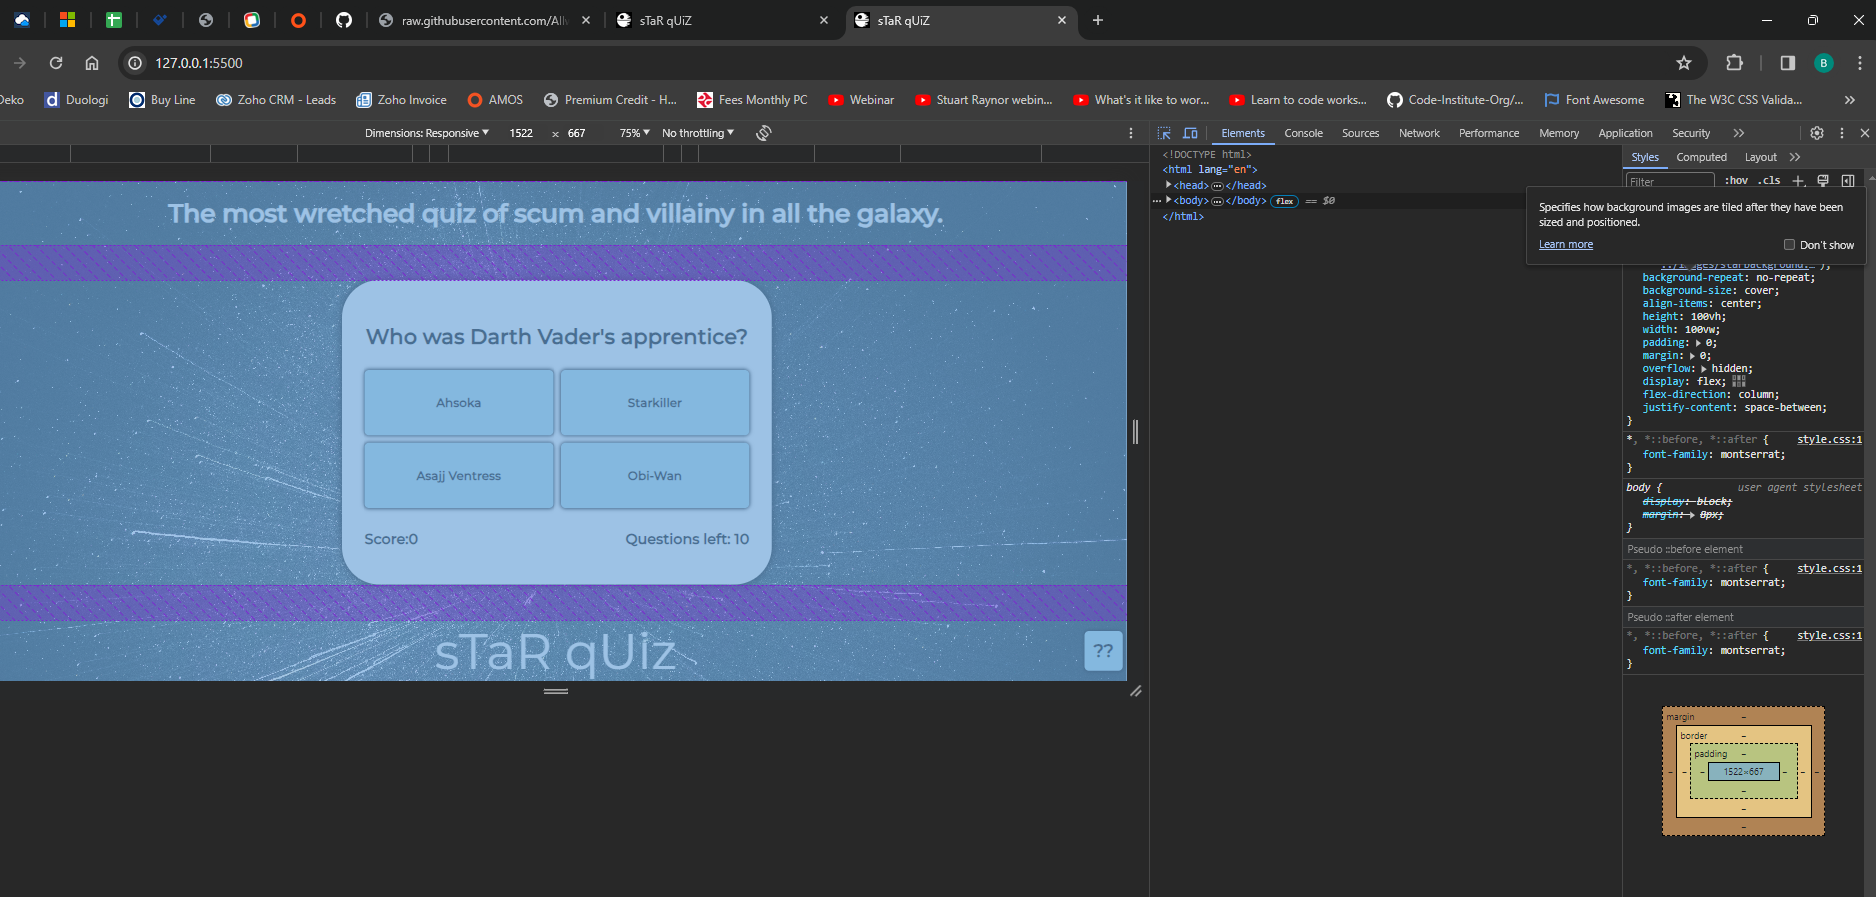 raw.githubusercontent.com/Allw
sTaR qUiZ
sTaR qUiZ
127.0.0.1:5500
B
Deko
Duologi
Buy Line
Zoho CRM - Leads
Zoho Invoice
AMOS
Premium Credit - H...
Fees Monthly PC
Webinar
Stuart Raynor webin...
What's it like to wor...
Learn to code works...
Code-Institute-Org/...
Font Awesome
The W3C CSS Valida...
Dimensions: Responsive
1522
x
667
75%
No throttling
Elements
Console
Sources
Network
Performance
Memory
Application
Security
<!DOCTYPE html>
<html lang="en">
<head>…</head>
<body>…</body> flex == $0
</html>
Styles
Computed
Layout
Filter
:hov
.cls
Specifies how background images are tiled after they have been
sized and positioned.
Learn more
Don't show
background-repeat: no-repeat;
background-size: cover;
align-items: center;
height: 100vh;
width: 100vw;
padding: 0;
margin: 0;
overflow: hidden;
display: flex;
flex-direction: column;
justify-content: space-between;
}
*, *::before, *::after { style.css:1
font-family: montserrat;
}
body { user agent stylesheet
display: block;
margin: 8px;
}
Pseudo ::before element
*, *::before, *::after { style.css:1
font-family: montserrat;
}
Pseudo ::after element
*, *::before, *::after { style.css:1
font-family: montserrat;
}
margin
border
padding
1522×667
The most wretched quiz of scum and villainy in all the galaxy.
Who was Darth Vader's apprentice?
Ahsoka
Starkiller
Asajj Ventress
Obi-Wan
Score:0
Questions left: 10
sTaR qUiz
??